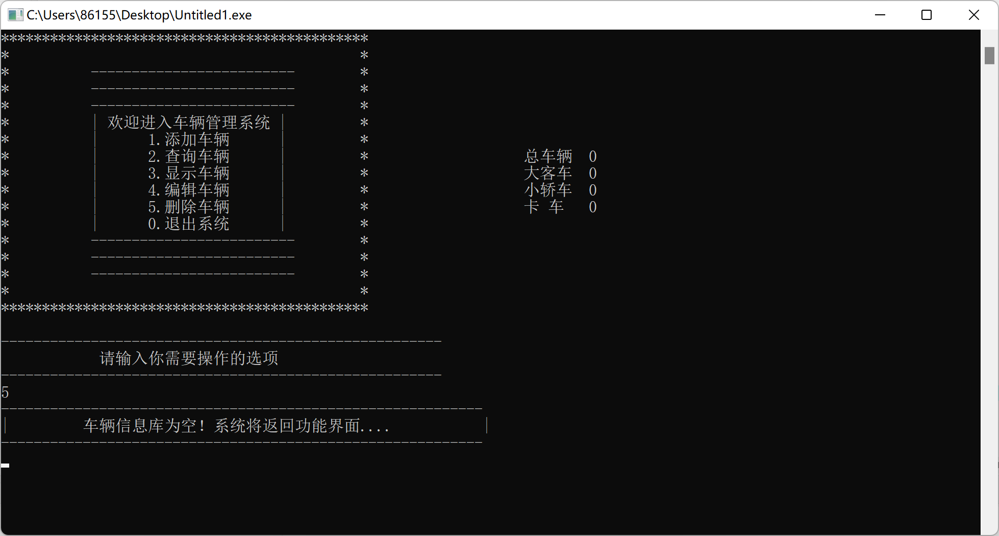 C:\Users\86155\Desktop\Untitled1.exe
*********************************************
* *
* ------------------------- *
* ------------------------- *
* ------------------------- *
* | 欢迎进入车辆管理系统 | *
* | 1.添加车辆 | *
* | 2.查询车辆 | * 总车辆 0
* | 3.显示车辆 | * 大客车 0
* | 4.编辑车辆 | * 小轿车 0
* | 5.删除车辆 | * 卡 车 0
* | 0.退出系统 | *
* ------------------------- *
* ------------------------- *
* ------------------------- *
* *
*********************************************
------------------------------------------------------
请输入你需要操作的选项
------------------------------------------------------
5
-----------------------------------------------------------
| 车辆信息库为空! 系统将返回功能界面.... |
-----------------------------------------------------------